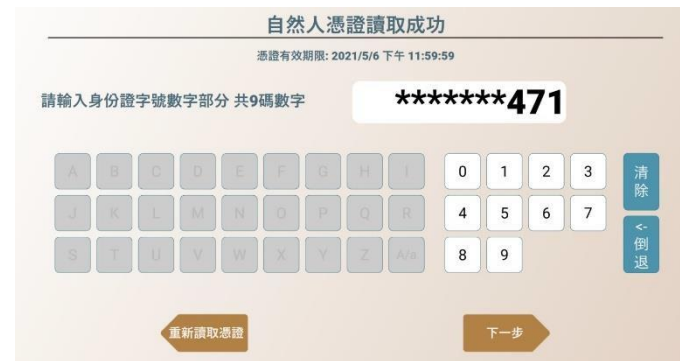 自然人憑證讀取成功
憑證有效期限: 2021/5/6 下午 11:59:59
請輸入身份證字號數字部分 共9碼數字
*******471
A B C D E F G H I 0 1 2 3 清除
J K L M N O P Q R 4 5 6 7 <-倒退
S T U V W X Y Z A/a 8 9
重新讀取憑證
下一步